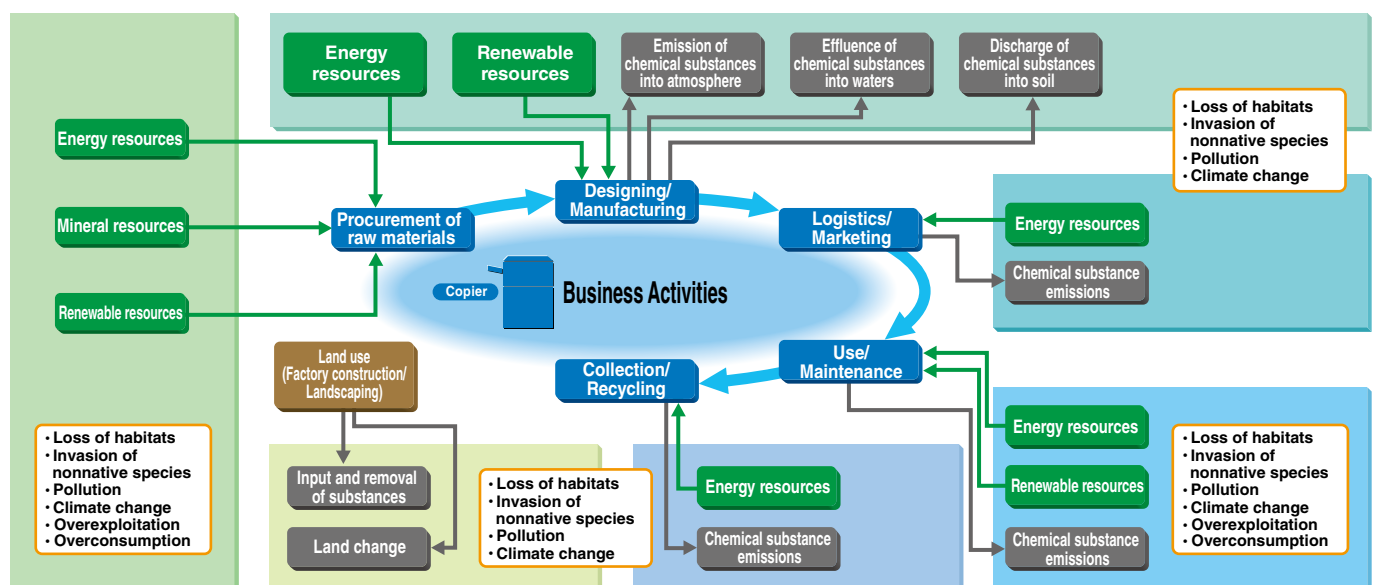 Energy
resources
Renewable
resources
Emission of
chemical substances
into atmosphere
Effluence of
chemical substances
into waters
Discharge of
chemical substances
into soil
・Loss of habitats
・Invasion of
nonnative species
・Pollution
・Climate change
Energy resources
Mineral resources
Renewable resources
Procurement of
raw materials
Designing/
Manufacturing
Logistics/
Marketing
Energy resources
Chemical substance
emissions
Copier
Business Activities
Use/
Maintenance
Collection/
Recycling
Land use
(Factory construction/
Landscaping)
・Loss of habitats
・Invasion of
nonnative species
・Pollution
・Climate change
・Overexploitation
・Overconsumption
Input and removal
of substances
Land change
・Loss of habitats
・Invasion of
nonnative species
・Pollution
・Climate change
Energy resources
Chemical substance
emissions
Energy resources
Renewable resources
Chemical substance
emissions
・Loss of habitats
・Invasion of
nonnative species
・Pollution
・Climate change
・Overexploitation
・Overconsumption